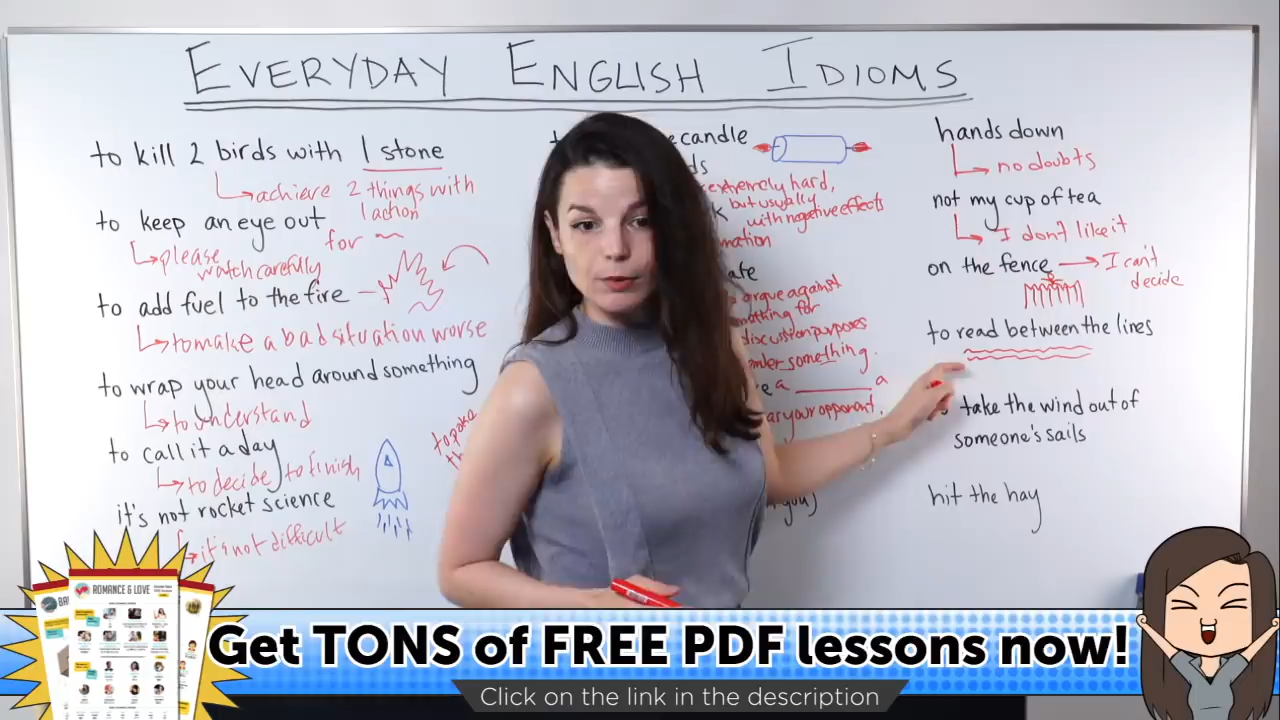 EVERYDAY ENGLISH IDIOMS
to kill 2 birds with 1 stone
achieve 2 things with
1 action
to keep an eye out
for
please
watch carefully
to add fuel to the fire
to make a bad situation worse
to wrap your head around something
to understand
to call it a day
to decide to finish
it's not rocket science
it's not difficult
candle
extremely hard,
but usually
with negative effects
argue against
for
discussion purposes
something.
a a
your opponent.
you)
hands down
no doubts
not my cup of tea
I don't like it
on the fence
I can't
decide
to read between the lines
take the wind out of
someone's sails
hit the hay
ROMANCE & LOVE
Get TONS of FREE PDF lessons now!
Click on the link in the description